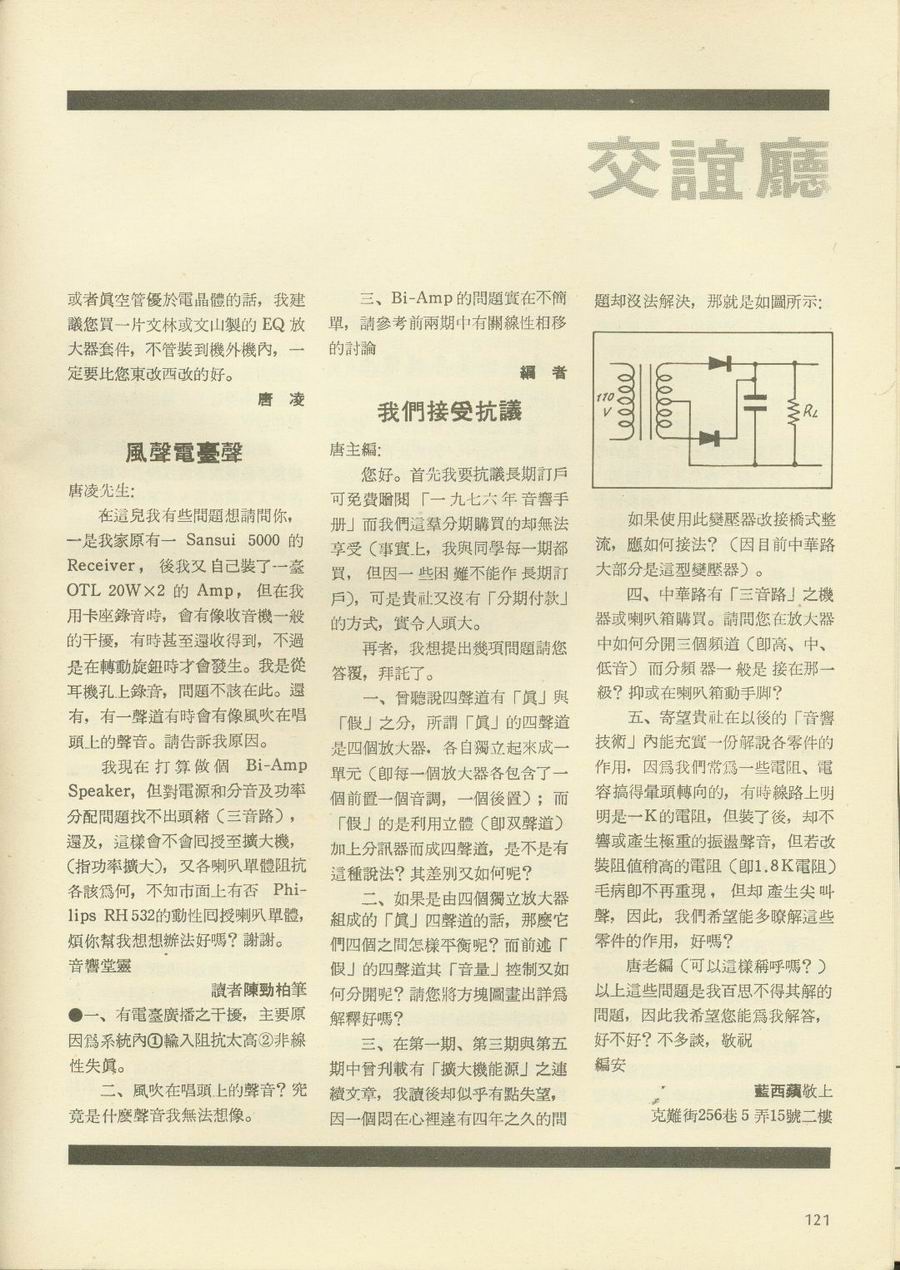 交誼廳
或者眞空管優於電晶體的話，我建
議您買一片文林或文山製的 EQ 放
大器套件，不管裝到機外機內，一
定要比您東改西改的好。
唐　凌
風聲電臺聲
唐凌先生:
在這兒我有些問題想請問你，
一是我家原有一 Sansui 5000 的
Receiver，後我又自己裝了一臺
OTL 20W×2 的 Amp，但在我
用卡座錄音時，會有像收音機一般
的干擾，有時甚至還收得到，不過
是在轉動旋鈕時才會發生。我是從
耳機孔上錄音，問題不該在此。還
有，有一聲道有時會有像風吹在唱
頭上的聲音。請告訴我原因。
我現在打算做個 Bi-Amp
Speaker，但對電源和分音及功率
分配問題找不出頭緒（三音路），
還及，這樣會不會囘授至擴大機，
(指功率擴大)，又各喇叭單體阻抗
各該爲何，不知市面上有否 Phi-
lips RH532的動性囘授喇叭單體，
煩你幫我想想辦法好嗎？謝謝。
音響堂靈
讀者陳勁柏筆
●一、有電臺廣播之干擾，主要原
因爲系統內①輸入阻抗太高②非線
性失眞。
二、風吹在唱頭上的聲音？究
竟是什麼聲音我無法想像。
三、Bi-Amp 的問題實在不簡
單，請參考前兩期中有關線性相移
的討論
編　者
我們接受抗議
唐主編:
您好。首先我要抗議長期訂戶
可免費贈閱「一九七六年音響手
册」而我們這羣分期購買的却無法
享受（事實上，我與同學每一期都
買，但因一些困難不能作長期訂
戶)，可是貴社又沒有「分期付款」
的方式，實令人頭大。
再者，我想提出幾項問題請您
答覆，拜託了。
一、曾聽說四聲道有「眞」與
「假」之分，所謂「眞」的四聲道
是四個放大器，各自獨立起來成一
單元（卽每一個放大器各包含了一
個前置一個音調，一個後置）；而
「假」的是利用立體（卽双聲道）
加上分訊器而成四聲道，是不是有
這種說法？其差別又如何呢？
二、如果是由四個獨立放大器
組成的「眞」四聲道的話，那麼它
們四個之間怎樣平衡呢？而前述「
假」的四聲道其「音量」控制又如
何分開呢？請您將方塊圖畫出詳爲
解釋好嗎？
三、在第一期、第三期與第五
期中曾刋載有「擴大機能源」之連
續文章，我讀後却似乎有點失望，
因一個悶在心裡達有四年之久的問
題却沒法解決，那就是如圖所示:
110
V
RL
如果使用此變壓器改接橋式整
流，應如何接法？（因目前中華路
大部分是這型變壓器）。
四、中華路有「三音路」之機
器或喇叭箱購買。請問您在放大器
中如何分開三個頻道（卽高、中、
低音）而分頻器一般是接在那一
級？抑或在喇叭箱動手脚？
五、寄望貴社在以後的「音響
技術」內能充實一份解說各零件的
作用，因爲我們常爲一些電阻、電
容搞得暈頭轉向的，有時線路上明
明是一K的電阻，但裝了後，却不
響或產生極重的振盪聲音，但若改
裝阻值稍高的電阻（卽1.8K電阻）
毛病卽不再重現，但却產生尖叫
聲，因此，我們希望能多瞭解這些
零件的作用，好嗎？
唐老編（可以這樣稱呼嗎？）
以上這些問題是我百思不得其解的
問題，因此我希望您能爲我解答，
好不好？不多談，敬祝
編安
藍西蘋敬上
克難街256巷5弄15號二樓
121